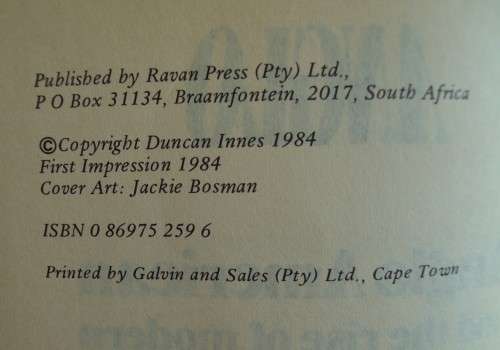 Published by Ravan Press (Pty) Ltd.,
P O Box 31134, Braamfontein, 2017, South Africa
©Copyright Duncan Innes 1984
First Impression 1984
Cover Art: Jackie Bosman
ISBN 0 86975 259 6
Printed by Galvin and Sales (Pty) Ltd., Cape Town